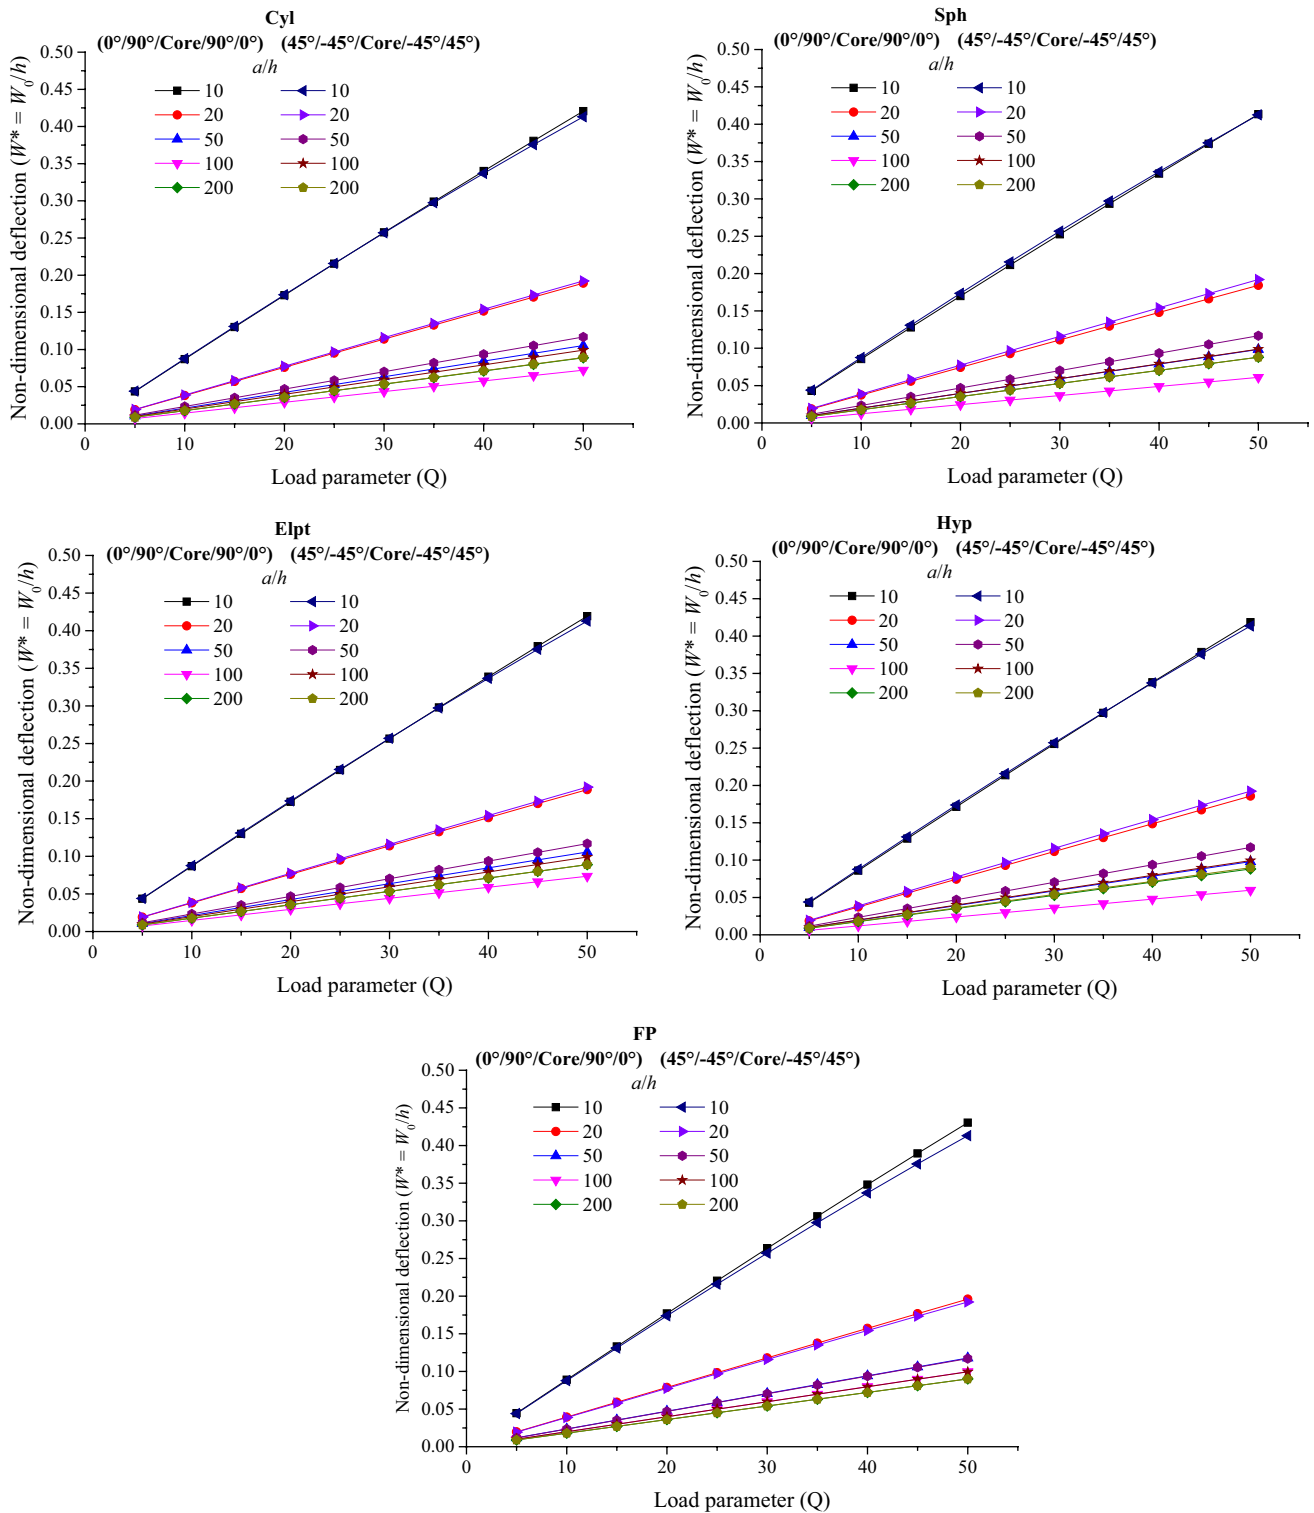 Cyl
(0°/90°/Core/90°/0°) (45°/-45°/Core/-45°/45°)
a/h
10 10
20 20
50 50
100 100
200 200
Non-dimensional deflection (W* = W0/h)
0.50
0.45
0.40
0.35
0.30
0.25
0.20
0.15
0.10
0.05
0.00
0 10 20 30 40 50
Load parameter (Q)
Sph
(0°/90°/Core/90°/0°) (45°/-45°/Core/-45°/45°)
a/h
10 10
20 20
50 50
100 100
200 200
Non-dimensional deflection (W* = W0/h)
0.50
0.45
0.40
0.35
0.30
0.25
0.20
0.15
0.10
0.05
0.00
0 10 20 30 40 50
Load parameter (Q)
Elpt
(0°/90°/Core/90°/0°) (45°/-45°/Core/-45°/45°)
a/h
10 10
20 20
50 50
100 100
200 200
Non-dimensional deflection (W* = W0/h)
0.50
0.45
0.40
0.35
0.30
0.25
0.20
0.15
0.10
0.05
0.00
0 10 20 30 40 50
Load parameter (Q)
Hyp
(0°/90°/Core/90°/0°) (45°/-45°/Core/-45°/45°)
a/h
10 10
20 20
50 50
100 100
200 200
Non-dimensional deflection (W* = W0/h)
0.50
0.45
0.40
0.35
0.30
0.25
0.20
0.15
0.10
0.05
0.00
0 10 20 30 40 50
Load parameter (Q)
FP
(0°/90°/Core/90°/0°) (45°/-45°/Core/-45°/45°)
a/h
10 10
20 20
50 50
100 100
200 200
Non-dimensional deflection (W* = W0/h)
0.50
0.45
0.40
0.35
0.30
0.25
0.20
0.15
0.10
0.05
0.00
0 10 20 30 40 50
Load parameter (Q)